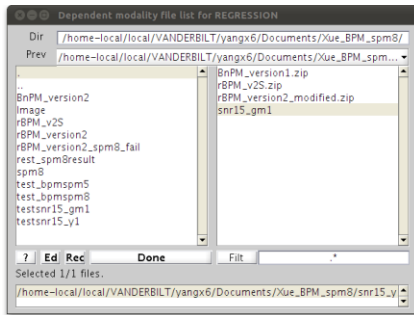 Dependent modality file list for REGRESSION
Dir /home-local/local/VANDERBILT/yangx6/Documents/Xue_BPM_spm8/
Prev /home-local/local/VANDERBILT/yangx6/Documents/Xue_BPM_spm...
.
..
BnPM_version2
Image
rBPM_v2S
rBPM_version2
rBPM_version2_spm8_fail
rest_spm8result
spm8
test_bpmspm5
test_bpmspm8
testsnr15_gm1
testsnr15_y1
BnPM_version1.zip
rBPM_v2S.zip
rBPM_version2_modified.zip
snr15_gm1
? Ed Rec Done Filt .*
Selected 1/1 files.
/home-local/local/VANDERBILT/yangx6/Documents/Xue_BPM_spm8/snr15_y